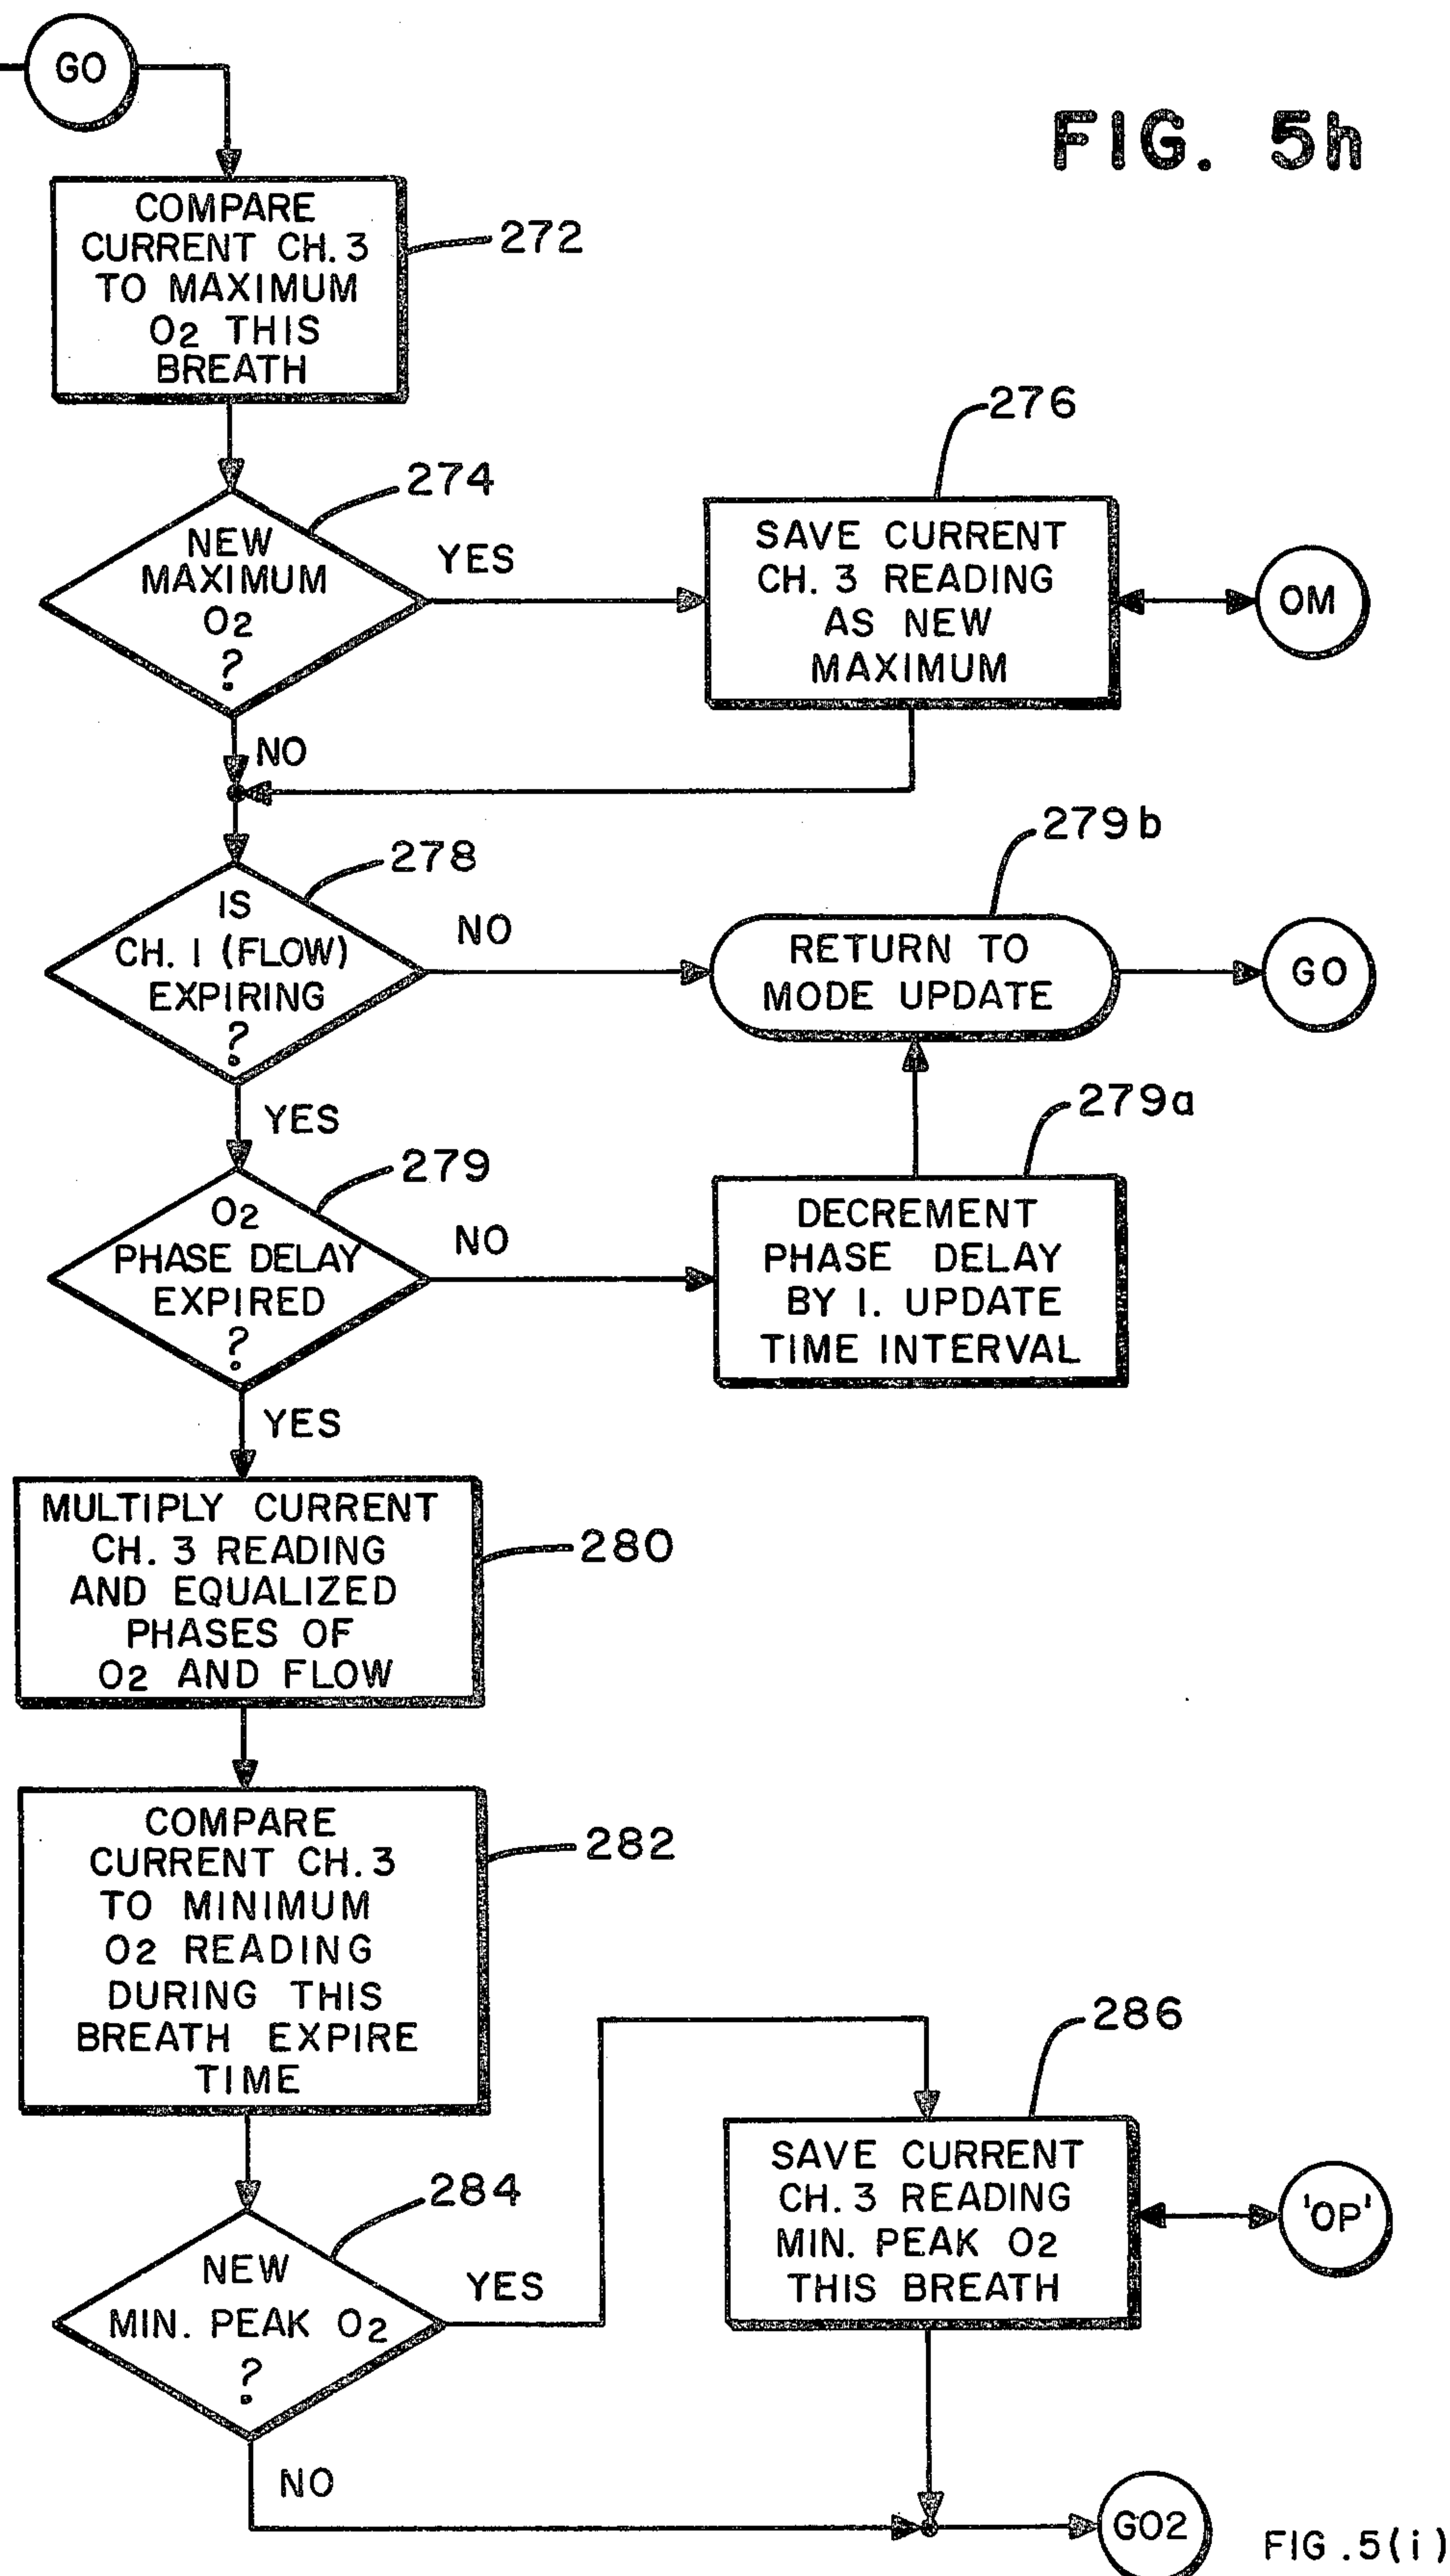 GO
FIG. 5h
COMPARE
CURRENT CH. 3
TO MAXIMUM
O2 THIS
BREATH
272
274
NEW
MAXIMUM
O2
?
YES
276
SAVE CURRENT
CH. 3 READING
AS NEW
MAXIMUM
OM
NO
278
IS
CH. 1 (FLOW)
EXPIRING
?
NO
279b
RETURN TO
MODE UPDATE
GO
YES
279
O2
PHASE DELAY
EXPIRED
?
NO
279a
DECREMENT
PHASE DELAY
BY 1. UPDATE
TIME INTERVAL
YES
MULTIPLY CURRENT
CH. 3 READING
AND EQUALIZED
PHASES OF
O2 AND FLOW
280
COMPARE
CURRENT CH. 3
TO MINIMUM
O2 READING
DURING THIS
BREATH EXPIRE
TIME
282
284
NEW
MIN. PEAK O2
?
YES
286
SAVE CURRENT
CH. 3 READING
MIN. PEAK O2
THIS BREATH
'OP'
NO
GO2
FIG. 5(i)